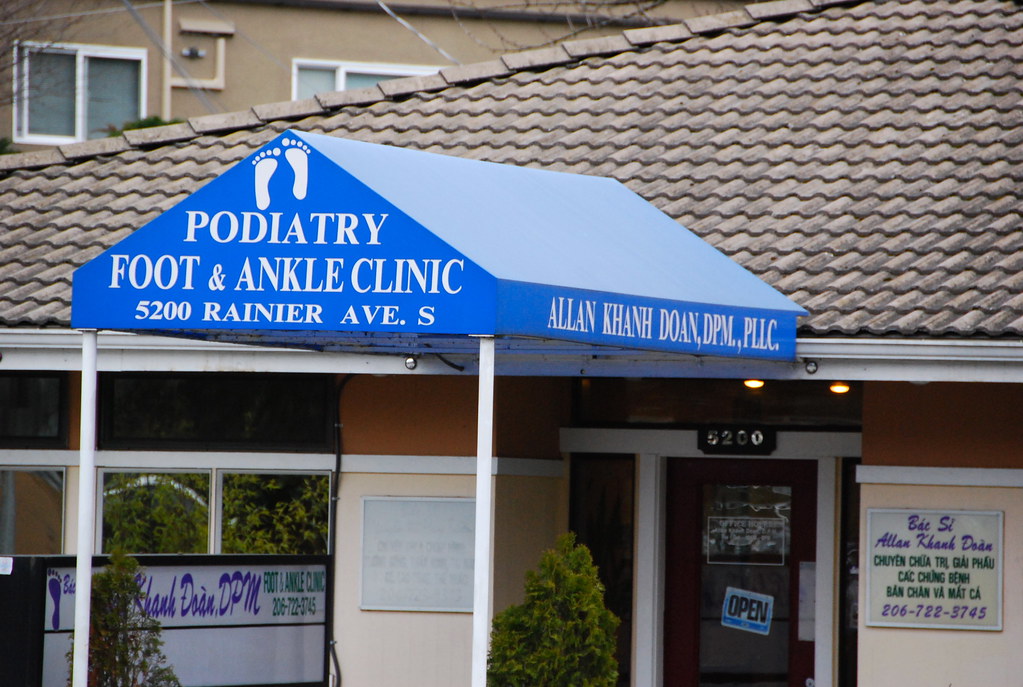 PODIATRY
FOOT & ANKLE CLINIC
5200 RAINIER AVE. S
ALLAN KHANH DOAN, DPM., PLLC.
5200
OPEN
Bác Sĩ
Allan Khanh Doàn
CHUYÊN CHỮA TRỊ, GIẢI PHẪU
CÁC CHỨNG BỆNH
BÀN CHÂN VÀ MẮT CÁ
206-722-3745
Bác
Khanh Doàn, DPM
FOOT & ANKLE CLINIC
206-722-3745